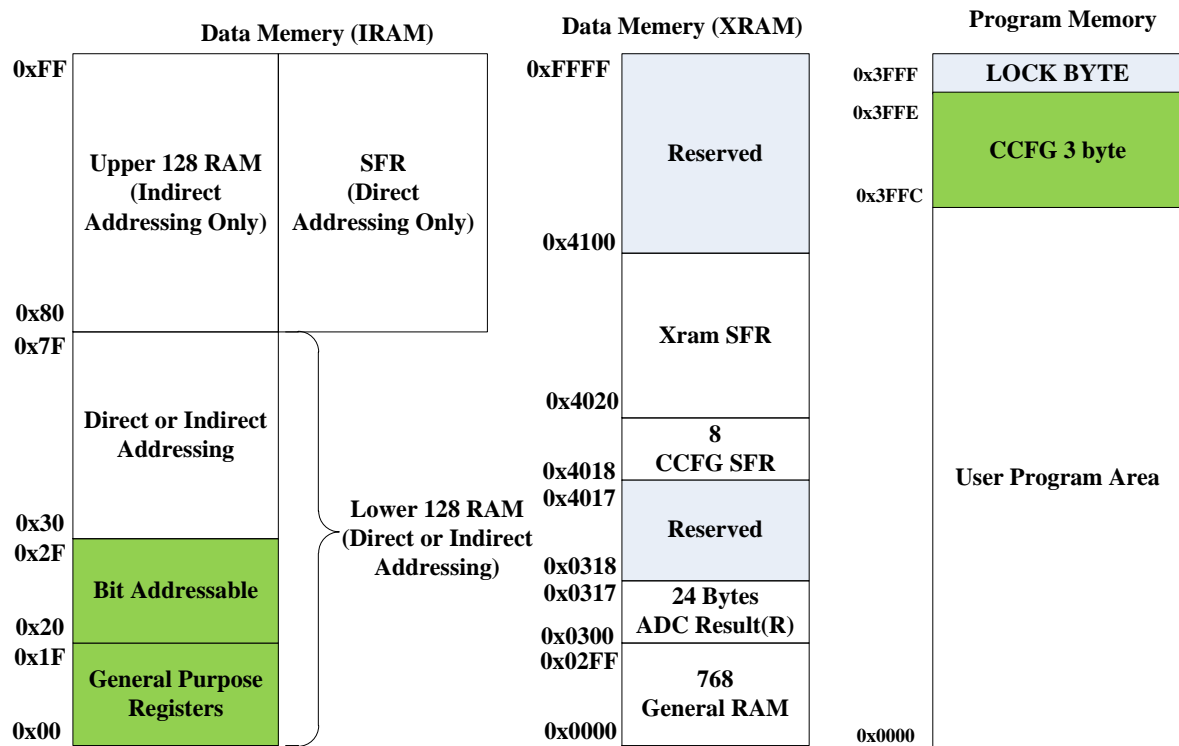 Data Memery (IRAM)
0xFF
Upper 128 RAM
(Indirect
Addressing Only)
SFR
(Direct
Addressing Only)
0x80
0x7F
Direct or Indirect
Addressing
0x30
0x2F
Bit Addressable
0x20
0x1F
General Purpose
Registers
0x00
Lower 128 RAM
(Direct or Indirect
Addressing)
Data Memery (XRAM)
0xFFFF
Reserved
0x4100
Xram SFR
0x4020
8
CCFG SFR
0x4018
0x4017
Reserved
0x0318
0x0317
24 Bytes
ADC Result(R)
0x0300
0x02FF
768
General RAM
0x0000
Program Memory
0x3FFF
LOCK BYTE
0x3FFE
CCFG 3 byte
0x3FFC
User Program Area
0x0000